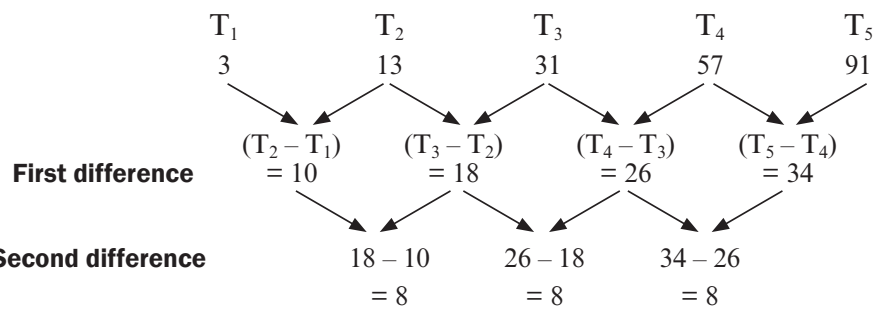 T₁ T₂ T₃ T₄ T₅
3 13 31 57 91
(T₂ – T₁) (T₃ – T₂) (T₄ – T₃) (T₅ – T₄)
First difference = 10 = 18 = 26 = 34
Second difference 18 – 10 26 – 18 34 – 26
= 8 = 8 = 8